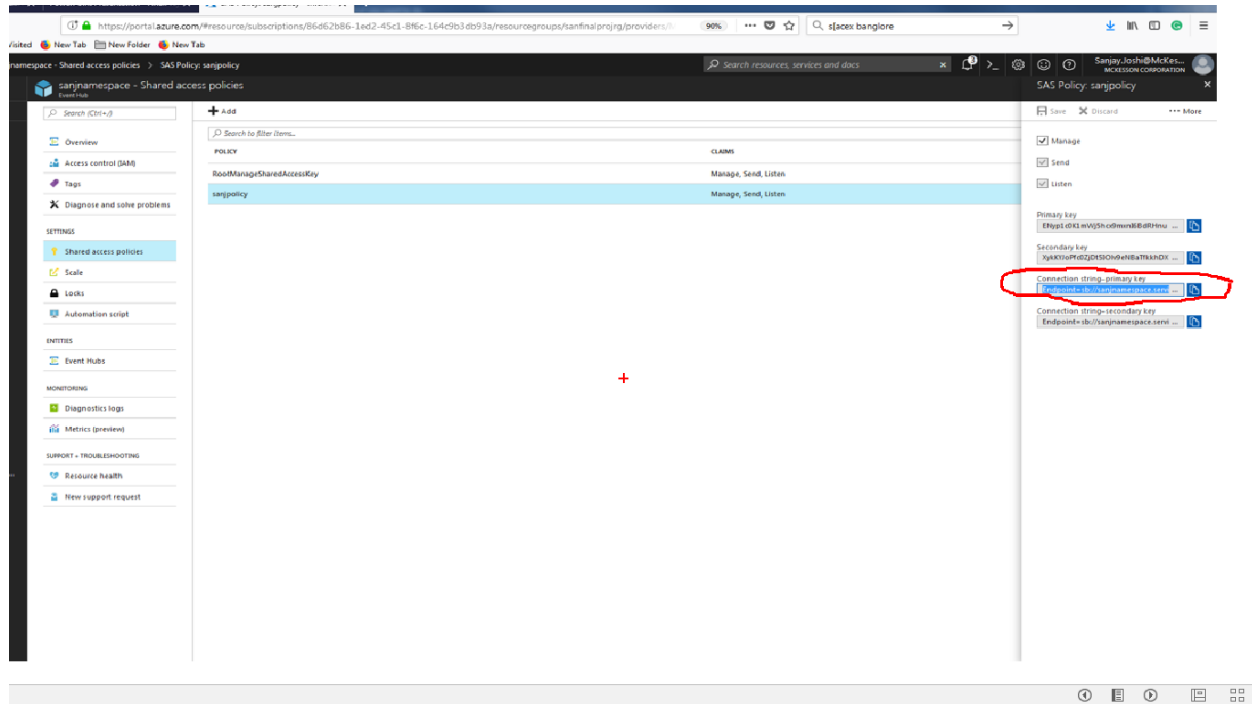 https://portal.azure.com/#resource/subscriptions/86d62b86-1ed2-45c1-8f6c-164c9b3db93a/resourcegroups/sanfinalprojrg/providers/
90%
s[acex banglore
Visited New Tab New Folder New Tab
namespace - Shared access policies > SAS Policy: sanjpolicy
Search resources, services and docs
Sanjay.Joshi@McKes...
MCKESSON CORPORATION
sanjnamespace - Shared access policies
Event Hub
SAS Policy: sanjpolicy
Search (Ctrl+/)
Overview
Access control (IAM)
Tags
Diagnose and solve problems
SETTINGS
Shared access policies
Scale
Locks
Automation script
ENTITIES
Event Hubs
MONITORING
Diagnostics logs
Metrics (preview)
SUPPORT + TROUBLESHOOTING
Resource health
New support request
Add
Search to filter items...
POLICY CLAIMS
RootManageSharedAccessKey Manage, Send, Listen
sanjpolicy Manage, Send, Listen
Save Discard More
Manage
Send
Listen
Primary key
Secondary key
Connection string–primary key
Endpoint=sb://sanjnamespace.servi ...
Connection string–secondary key
Endpoint=sb://sanjnamespace.servi ...